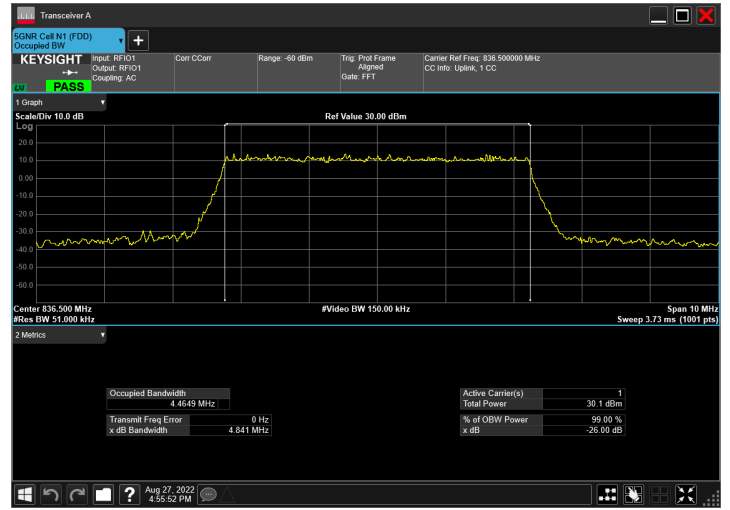 Transceiver A
5GNR Cell N1 (FDD)
Occupied BW
KEYSIGHT
Input: RFIO1
Output: RFIO1
Coupling: AC
Corr CCorr
Range: -60 dBm
Trig: Prot Frame
Aligned
Gate: FFT
Carrier Ref Freq: 836.500000 MHz
CC Info: Uplink, 1 CC
LXI
PASS
1 Graph
Scale/Div 10.0 dB
Ref Value 30.00 dBm
Log
20.0
10.0
0.00
-10.0
-20.0
-30.0
-40.0
-50.0
-60.0
Center 836.500 MHz
#Video BW 150.00 kHz
Span 10 MHz
#Res BW 51.000 kHz
Sweep 3.73 ms (1001 pts)
2 Metrics
Occupied Bandwidth
4.4649 MHz
Transmit Freq Error 0 Hz
x dB Bandwidth 4.841 MHz
Active Carrier(s) 1
Total Power 30.1 dBm
% of OBW Power 99.00 %
x dB -26.00 dB
?
Aug 27, 2022
4:55:52 PM